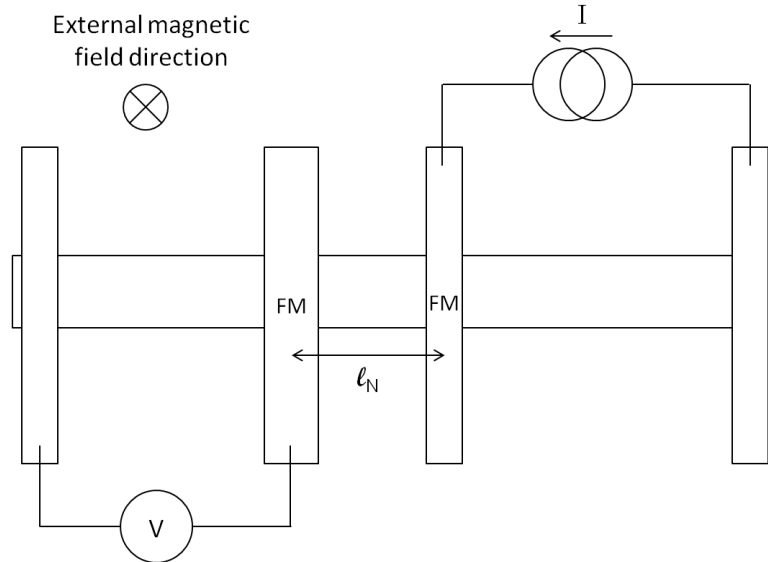 External magnetic
field direction
I
FM
FM
ℓN
V